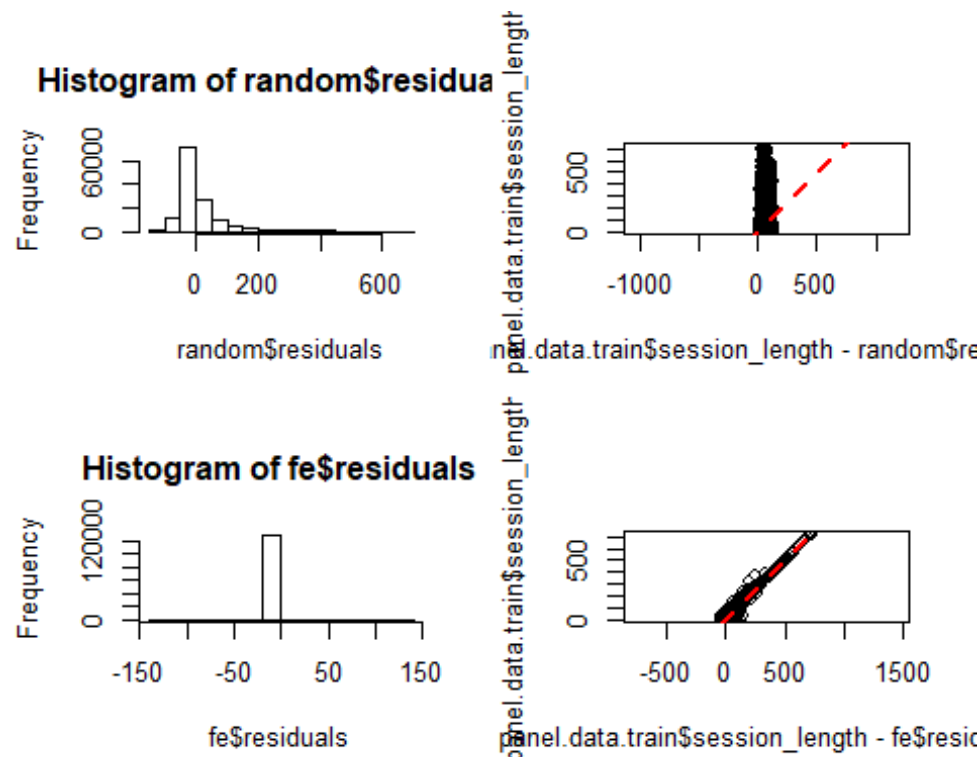 Histogram of random$residua
Frequency
0
60000
0
200
600
random$residuals
panel.data.train$session_length
0
500
-1000
0
500
nel.data.train$session_length - random$re
Histogram of fe$residuals
Frequency
0
120000
-150
-50
50
150
fe$residuals
panel.data.train$session_length
0
500
-500
0
500
1500
panel.data.train$session_length - fe$resid